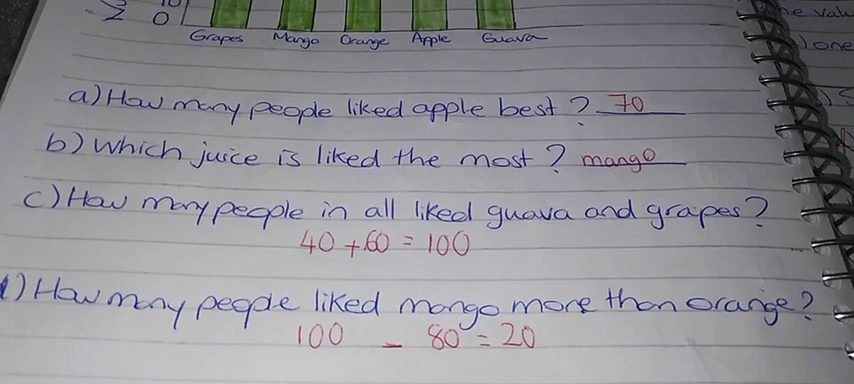 0
Grapes Mango Orange Apple Guava
a) How many people liked apple best? 70
b) Which juice is liked the most? mango
c) How many people in all liked guava and grapes?
40 + 60 = 100
) How many people liked mango more than orange?
100 - 80 = 20
one